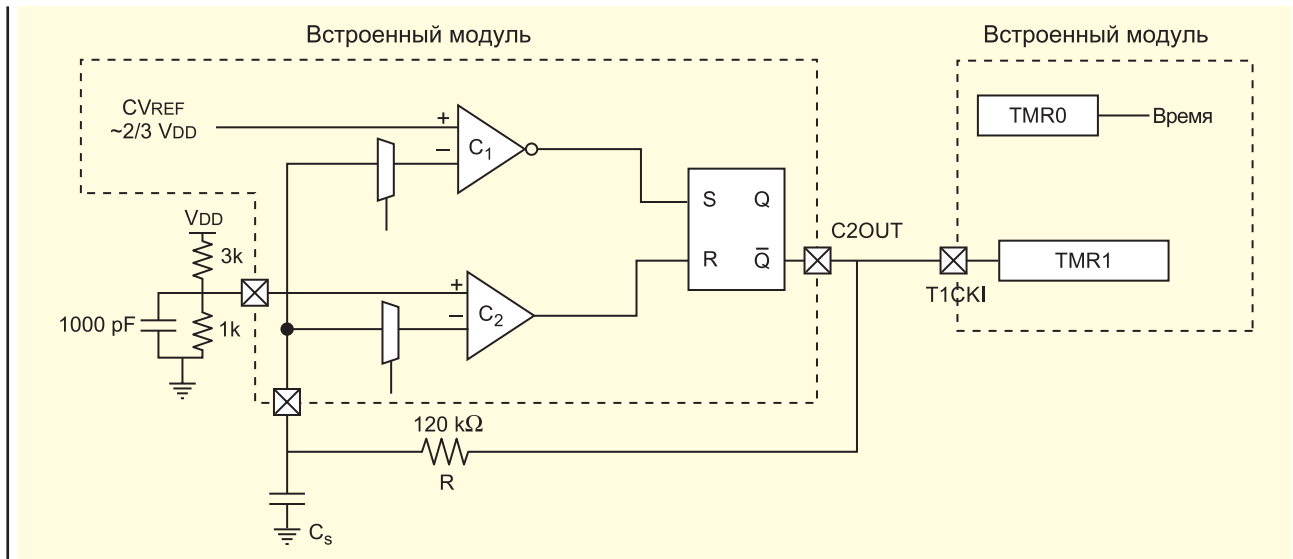 Встроенный модуль
Встроенный модуль
CVREF
~2/3 VDD
+
–
C1
TMR0
Время
S Q
R Q̅
C2OUT
T1CKI
TMR1
VDD
3k
1000 pF
1k
+
–
C2
120 kΩ
R
Cs